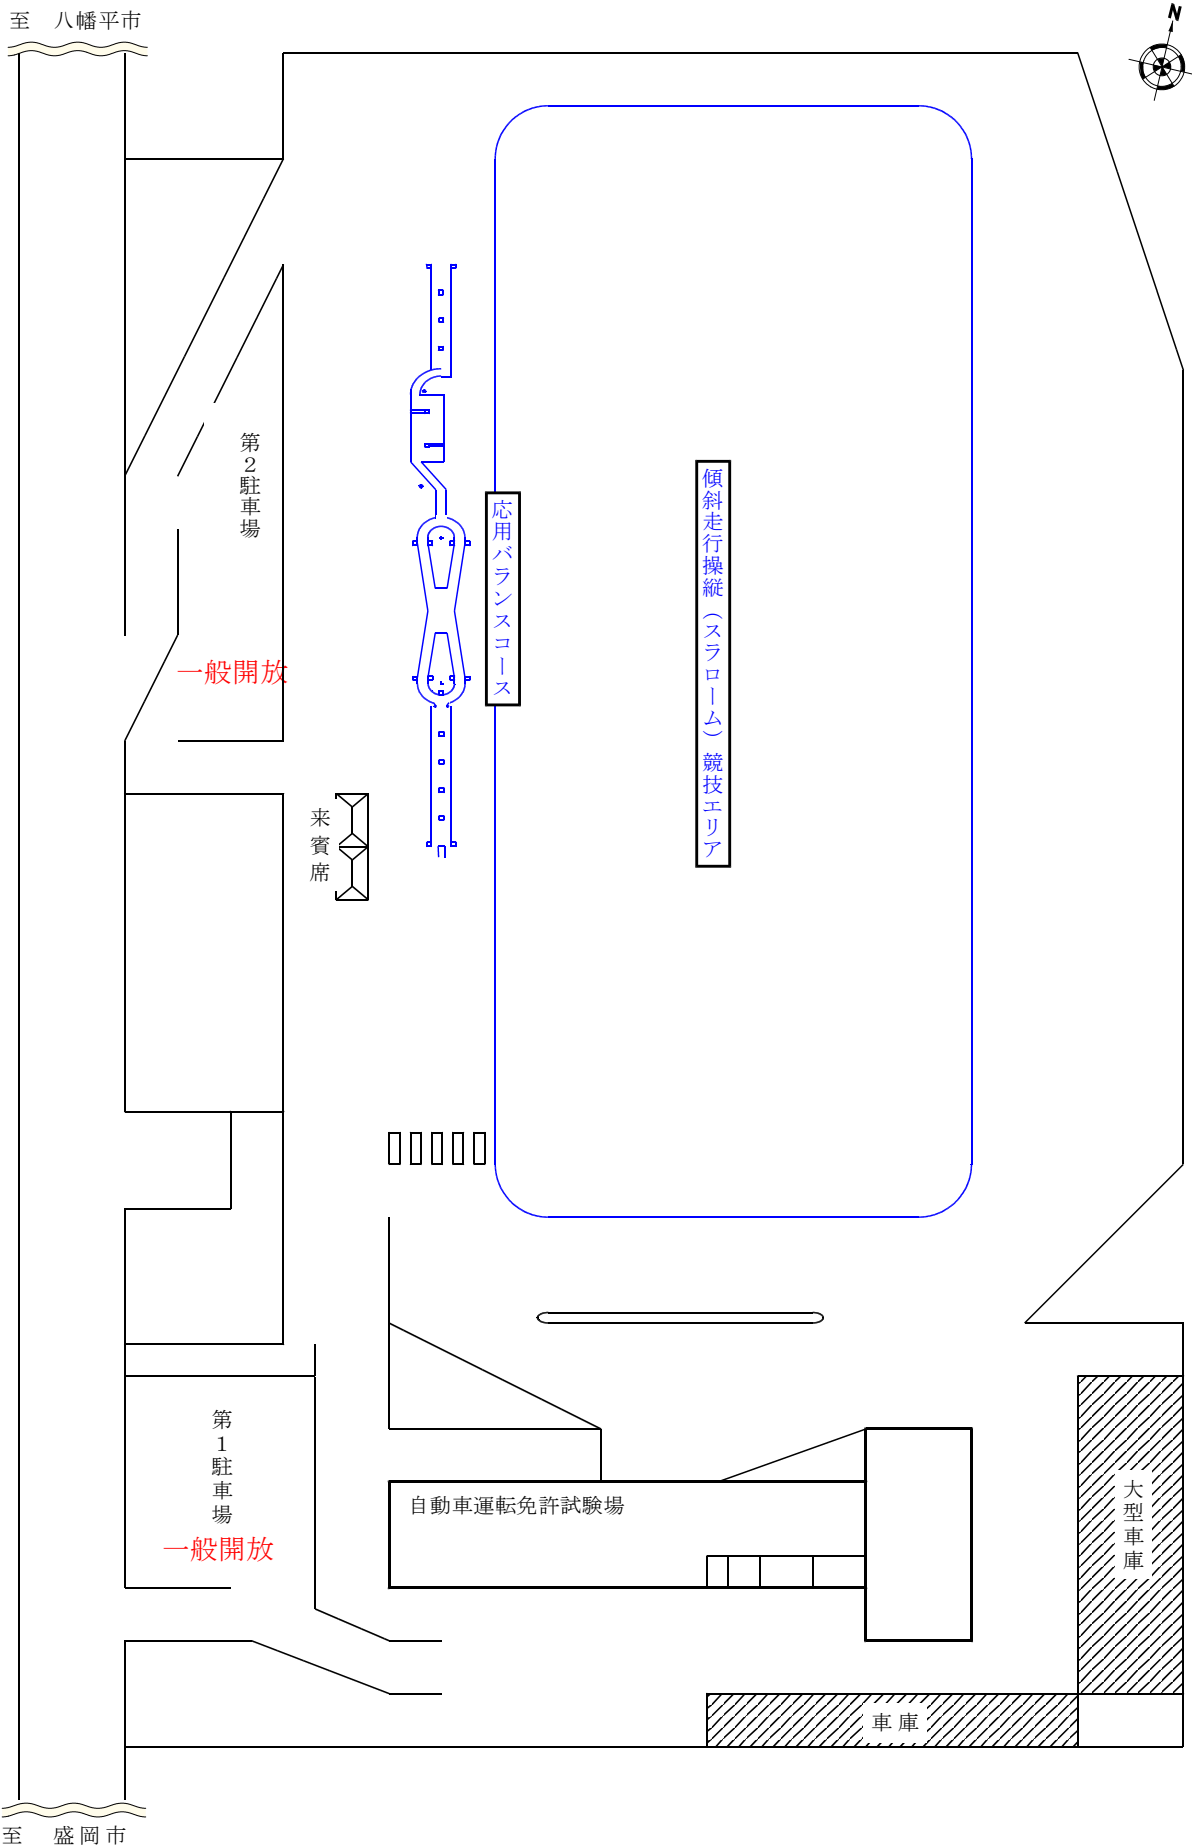 至　八幡平市
N
第2駐車場
一般開放
応用バランスコース
傾斜走行操縦（スラローム）競技エリア
来賓席
第1駐車場
一般開放
自動車運転免許試験場
大型車庫
車庫
至　盛岡市